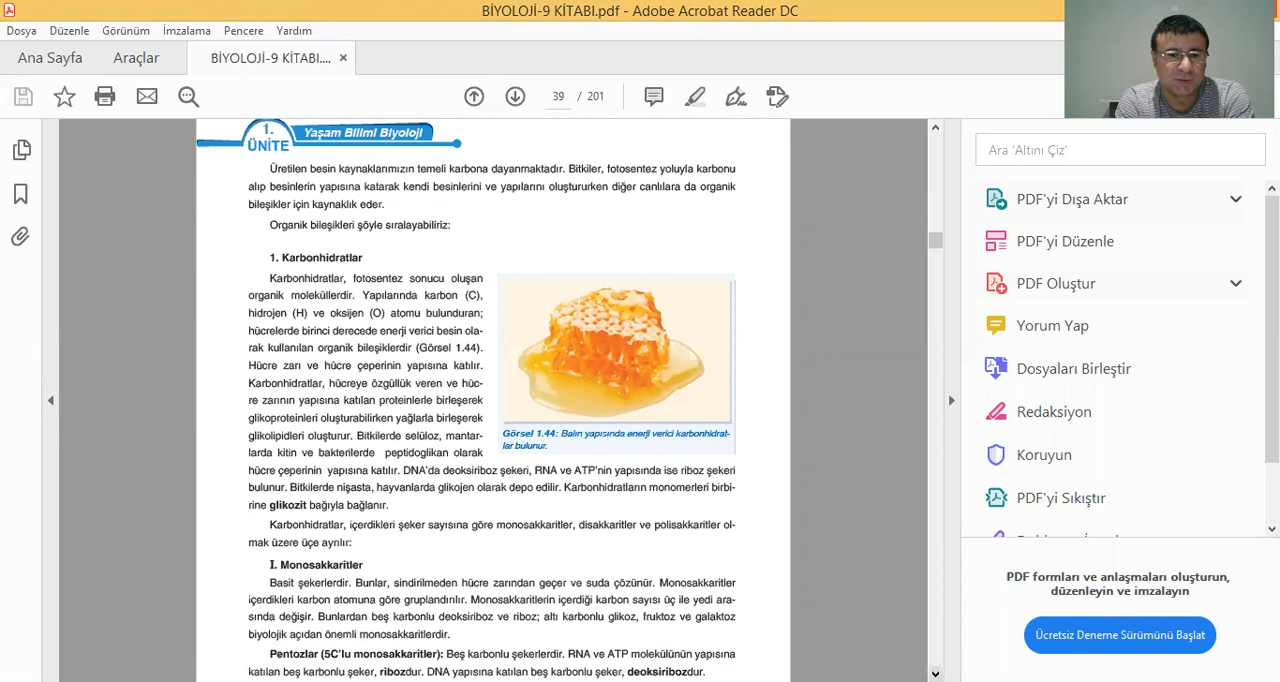 BİYOLOJİ-9 KİTABI.pdf - Adobe Acrobat Reader DC
Dosya Düzenle Görünüm İmzalama Pencere Yardım
Ana Sayfa Araçlar BİYOLOJİ-9 KİTABI.... ×
39 / 201
1.
ÜNİTE
Yaşam Bilimi Biyoloji
Üretilen besin kaynaklarımızın temeli karbona dayanmaktadır. Bitkiler, fotosentez yoluyla karbonu
alıp besinlerin yapısına katarak kendi besinlerini ve yapılarını oluştururken diğer canlılara da organik
bileşikler için kaynaklık eder.
Organik bileşikleri şöyle sıralayabiliriz:
1. Karbonhidratlar
Karbonhidratlar, fotosentez sonucu oluşan
organik moleküllerdir. Yapılarında karbon (C),
hidrojen (H) ve oksijen (O) atomu bulunduran;
hücrelerde birinci derecede enerji verici besin ola-
rak kullanılan organik bileşiklerdir (Görsel 1.44).
Hücre zarı ve hücre çeperinin yapısına katılır.
Karbonhidratlar, hücreye özgüllük veren ve hüc-
re zarının yapısına katılan proteinlerle birleşerek
glikoproteinleri oluşturabilirken yağlarla birleşerek
glikolipidleri oluşturur. Bitkilerde selüloz, mantar-
larda kitin ve bakterilerde peptidoglikan olarak
hücre çeperinin yapısına katılır. DNA'da deoksiriboz şekeri, RNA ve ATP'nin yapısında ise riboz şekeri
bulunur. Bitkilerde nişasta, hayvanlarda glikojen olarak depo edilir. Karbonhidratların monomerleri birbi-
rine glikozit bağıyla bağlanır.
Görsel 1.44: Balın yapısında enerji verici karbonhidrat-
lar bulunur.
Karbonhidratlar, içerdikleri şeker sayısına göre monosakkaritler, disakkaritler ve polisakkaritler ol-
mak üzere üçe ayrılır:
I. Monosakkaritler
Basit şekerlerdir. Bunlar, sindirilmeden hücre zarından geçer ve suda çözünür. Monosakkaritler
içerdikleri karbon atomuna göre gruplandırılır. Monosakkaritlerin içerdiği karbon sayısı üç ile yedi ara-
sında değişir. Bunlardan beş karbonlu deoksiriboz ve riboz; altı karbonlu glikoz, fruktoz ve galaktoz
biyolojik açıdan önemli monosakkaritlerdir.
Pentozlar (5C'lu monosakkaritler): Beş karbonlu şekerlerdir. RNA ve ATP molekülünün yapısına
katılan beş karbonlu şeker, ribozdur. DNA yapısına katılan beş karbonlu şeker, deoksiribozdur.
Ara 'Altını Çiz'
PDF'yi Dışa Aktar
PDF'yi Düzenle
PDF Oluştur
Yorum Yap
Dosyaları Birleştir
Redaksiyon
Koruyun
PDF'yi Sıkıştır
PDF formları ve anlaşmaları oluşturun,
düzenleyin ve imzalayın
Ücretsiz Deneme Sürümünü Başlat